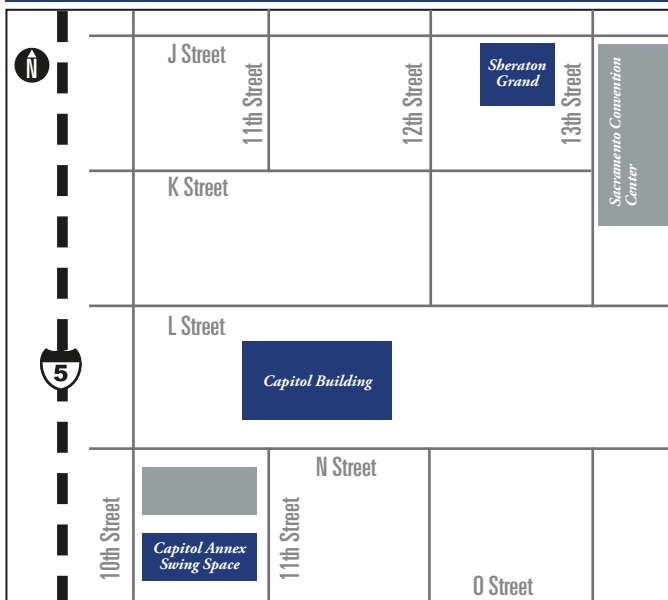 N
J Street
11th Street
12th Street
Sheraton
Grand
13th Street
Sacramento Convention
Center
K Street
L Street
5
Capitol Building
N Street
10th Street
Capitol Annex
Swing Space
11th Street
O Street